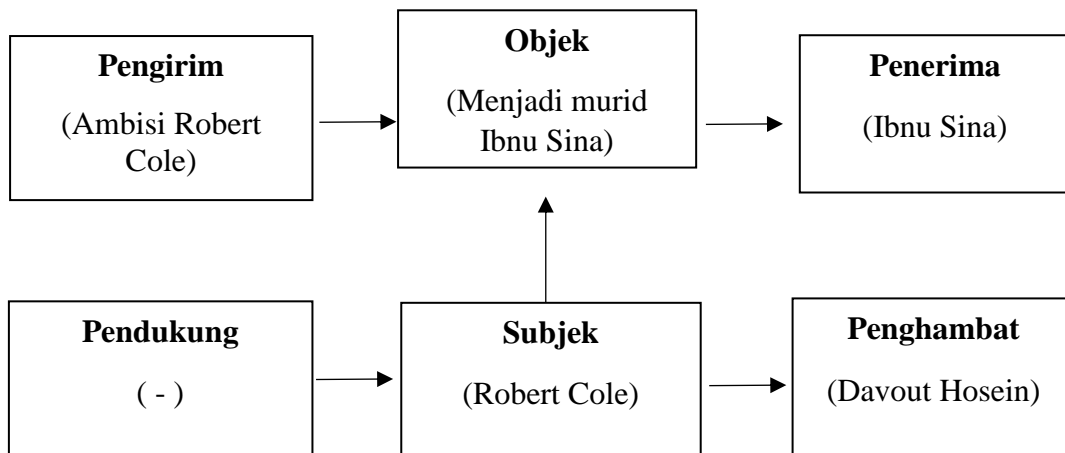 Pengirim
(Ambisi Robert
Cole)
Objek
(Menjadi murid
Ibnu Sina)
Penerima
(Ibnu Sina)
Pendukung
( - )
Subjek
(Robert Cole)
Penghambat
(Davout Hosein)